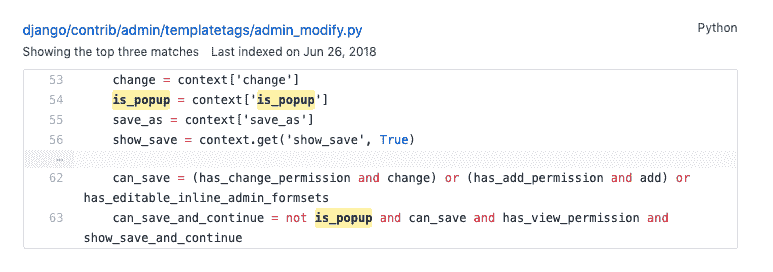 django/contrib/admin/templatetags/admin_modify.py Python
Showing the top three matches Last indexed on Jun 26, 2018
53 change = context['change']
54 is_popup = context['is_popup']
55 save_as = context['save_as']
56 show_save = context.get('show_save', True)
…
62 can_save = (has_change_permission and change) or (has_add_permission and add) or
has_editable_inline_admin_formsets
63 can_save_and_continue = not is_popup and can_save and has_view_permission and
show_save_and_continue